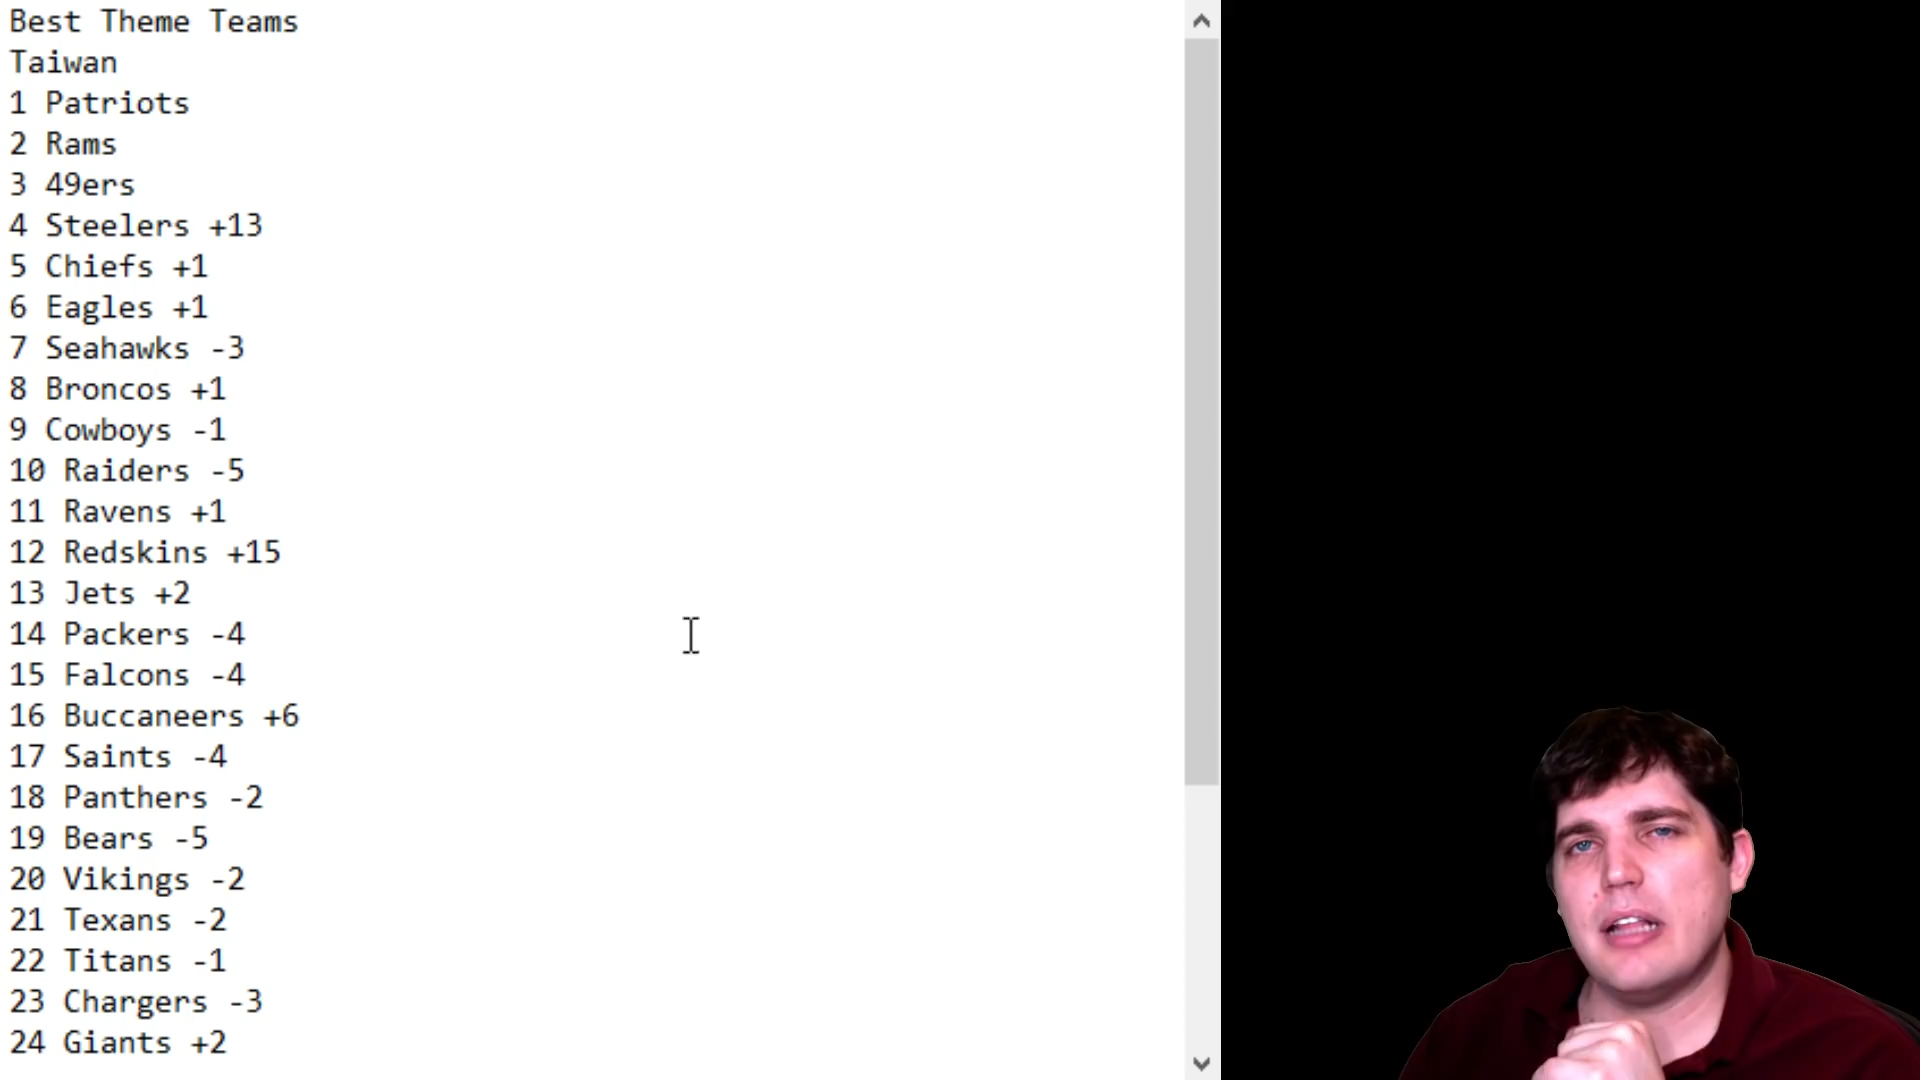 Best Theme Teams
Taiwan
1 Patriots
2 Rams
3 49ers
4 Steelers +13
5 Chiefs +1
6 Eagles +1
7 Seahawks -3
8 Broncos +1
9 Cowboys -1
10 Raiders -5
11 Ravens +1
12 Redskins +15
13 Jets +2
14 Packers -4
15 Falcons -4
16 Buccaneers +6
17 Saints -4
18 Panthers -2
19 Bears -5
20 Vikings -2
21 Texans -2
22 Titans -1
23 Chargers -3
24 Giants +2